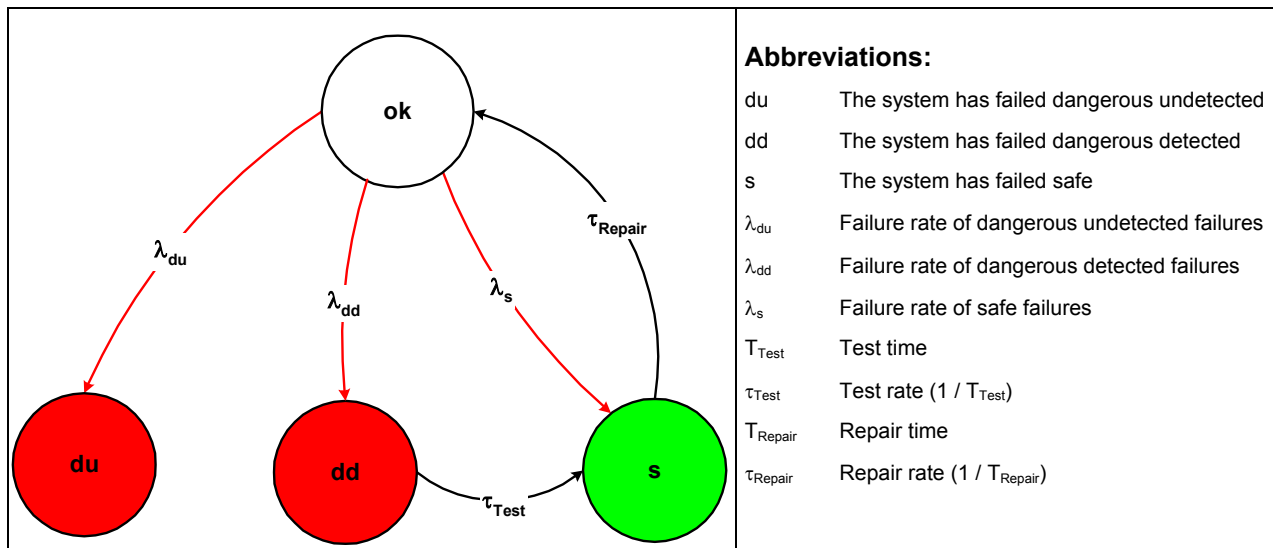 ok
λdu
λdd
λs
τRepair
du
dd
s
τTest
Abbreviations:
du The system has failed dangerous undetected
dd The system has failed dangerous detected
s The system has failed safe
λdu Failure rate of dangerous undetected failures
λdd Failure rate of dangerous detected failures
λs Failure rate of safe failures
TTest Test time
τTest Test rate (1 / TTest)
TRepair Repair time
τRepair Repair rate (1 / TRepair)